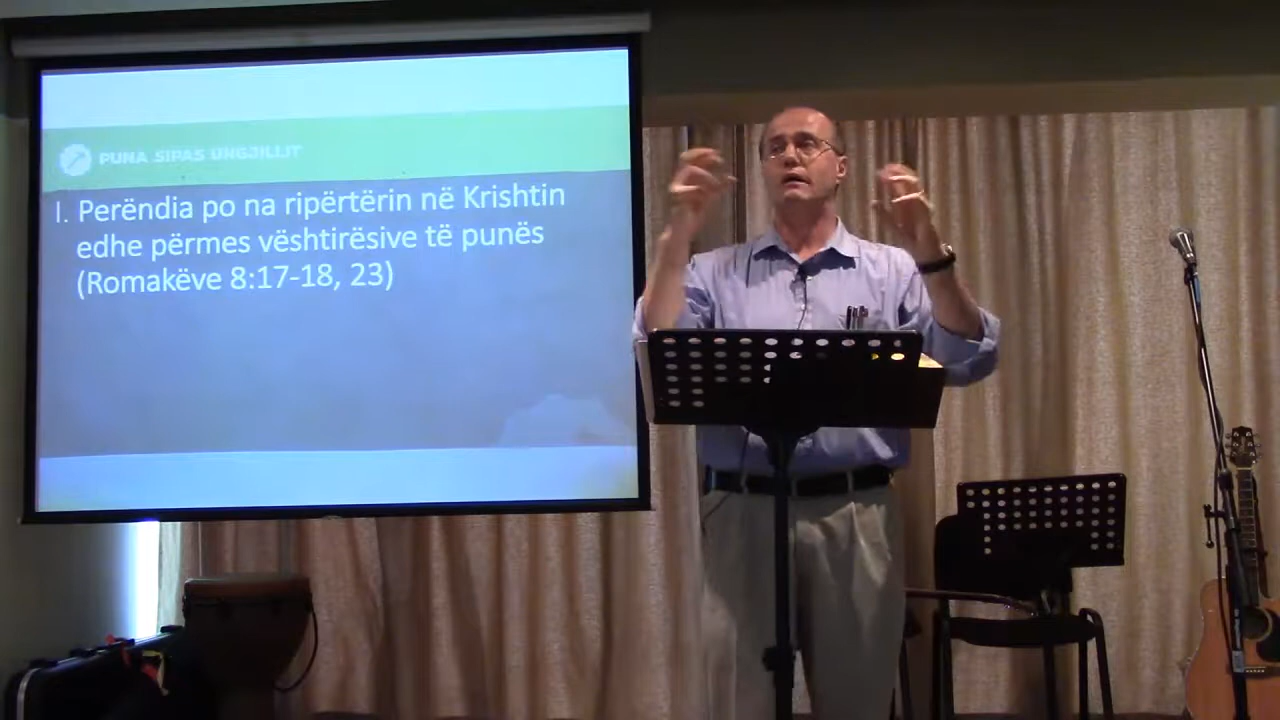 PUNA SIPAS UNGJILLIT
I. Perëndia po na ripërtërin në Krishtin
edhe përmes vështirësive të punës
(Romakëve 8:17-18, 23)